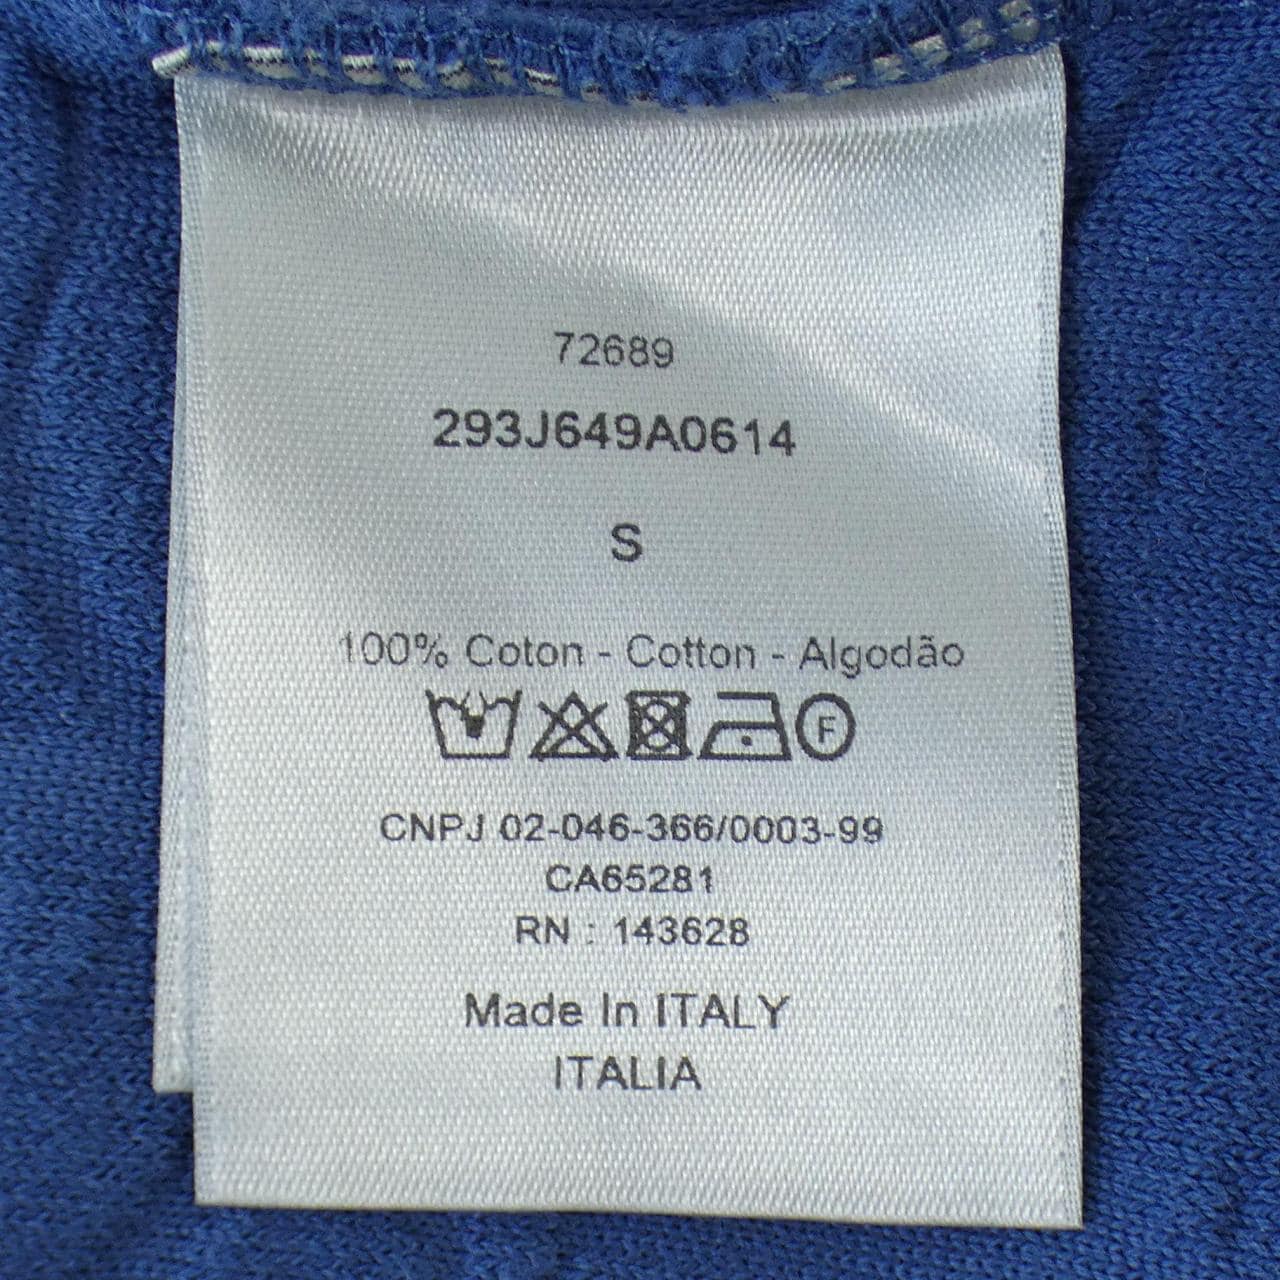 72689
293J649A0614
S
100% Coton - Cotton - Algodão
F
CNPJ 02-046-366/0003-99
CA65281
RN : 143628
Made In ITALY
ITALIA